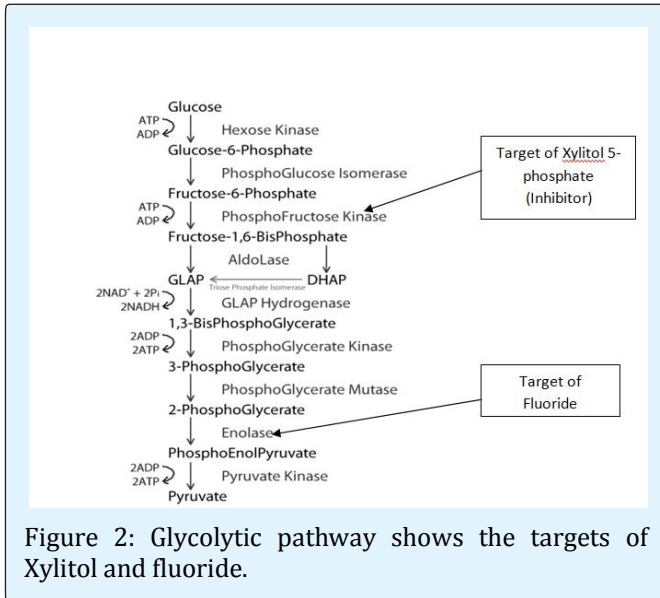 Glucose
ATP
ADP
Hexose Kinase
Glucose-6-Phosphate
PhosphoGlucose Isomerase
Fructose-6-Phosphate
ATP
ADP
PhosphoFructose Kinase
Fructose-1,6-BisPhosphate
AldoLase
GLAP
DHAP
Triose Phosphate Isomerase
2NAD⁺ + 2Pi
2NADH
GLAP Hydrogenase
1,3-BisPhosphoGlycerate
2ADP
2ATP
PhosphoGlycerate Kinase
3-PhosphoGlycerate
PhosphoGlycerate Mutase
2-PhosphoGlycerate
Enolase
PhosphoEnolPyruvate
2ADP
2ATP
Pyruvate Kinase
Pyruvate
Target of Xylitol 5-
phosphate
(Inhibitor)
Target of
Fluoride
Figure 2: Glycolytic pathway shows the targets of
Xylitol and fluoride.